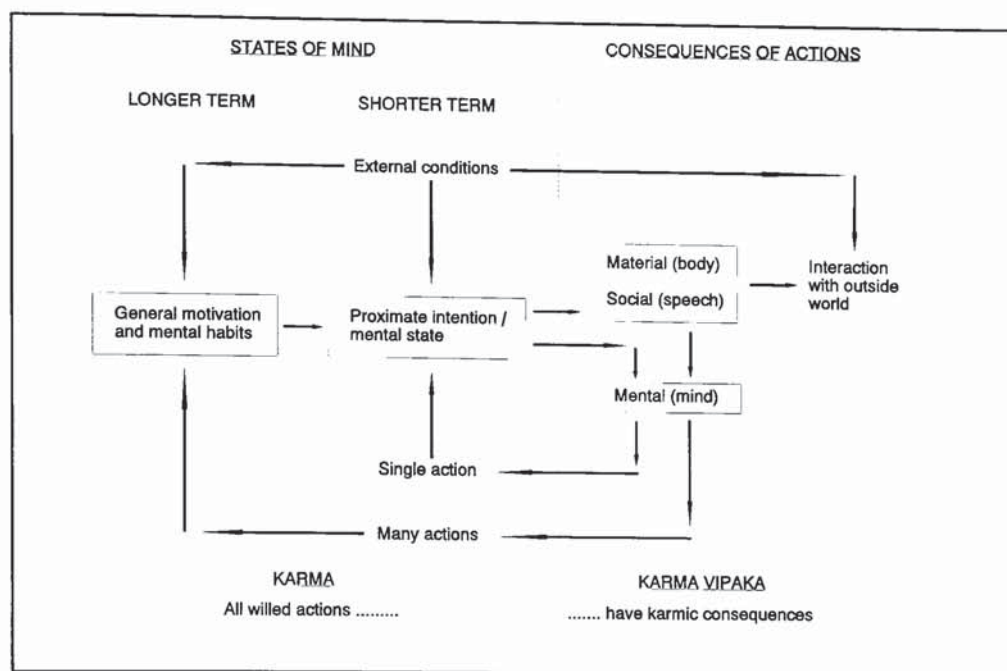 STATES OF MIND
CONSEQUENCES OF ACTIONS
LONGER TERM
SHORTER TERM
External conditions
General motivation
and mental habits
Proximate intention /
mental state
Material (body)
Social (speech)
Interaction
with outside
world
Mental (mind)
Single action
Many actions
KARMA
KARMA VIPAKA
All willed actions .........
....... have karmic consequences